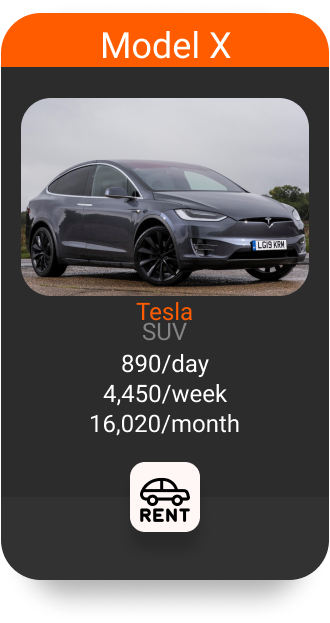 Model X
LG19 KRM
Tesla
SUV
890/day
4,450/week
16,020/month
RENT